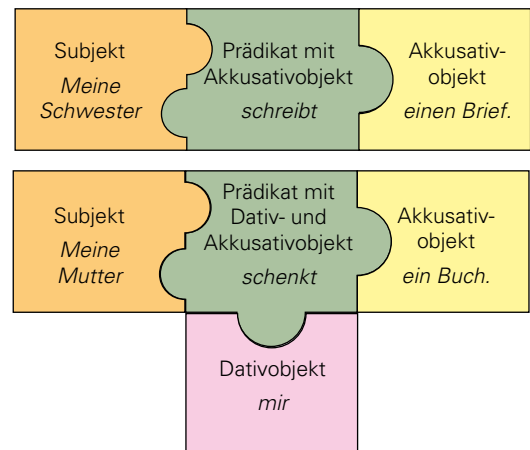 Subjekt
Meine
Schwester
Prädikat mit
Akkusativobjekt
schreibt
Akkusativ-
objekt
einen Brief.
Subjekt
Meine
Mutter
Prädikat mit
Dativ- und
Akkusativobjekt
schenkt
Akkusativ-
objekt
ein Buch.
Dativobjekt
mir